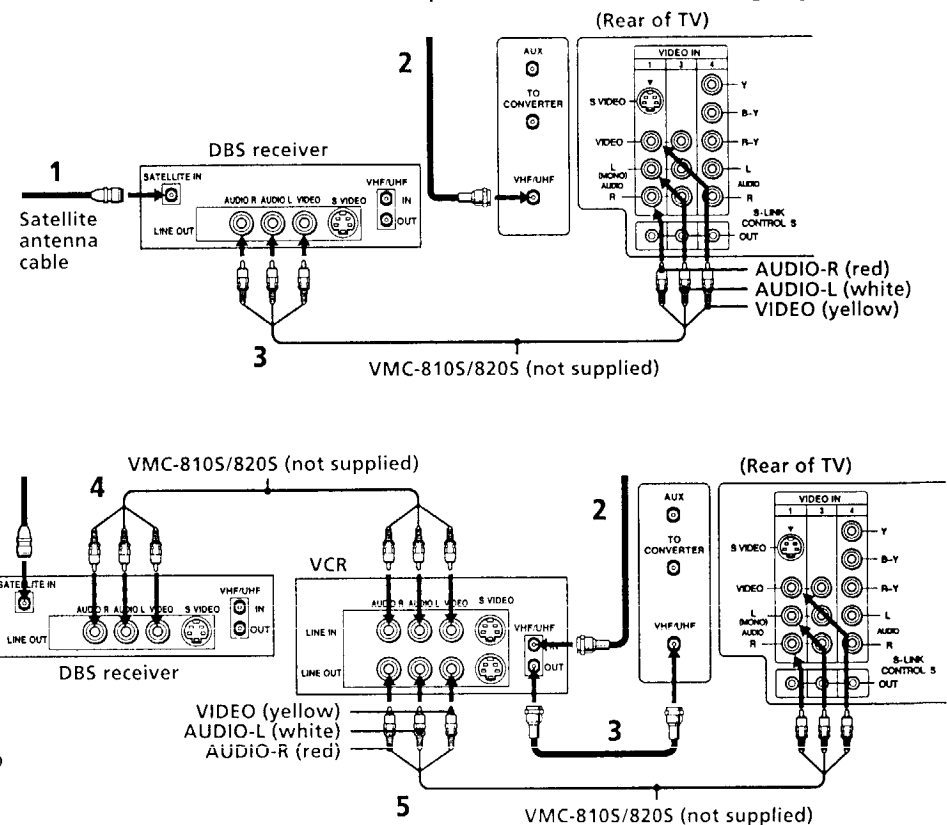 (Rear of TV)
2
AUX
TO
CONVERTER
VHF/UHF
VIDEO IN
1 3 4
S VIDEO
Y
B-Y
VIDEO
R-Y
L
(MONO)
AUDIO
R
L
AUDIO
R
S-LINK
CONTROL S
OUT
DBS receiver
1
Satellite
antenna
cable
SATELLITE IN
AUDIO R AUDIO L VIDEO S VIDEO
LINE OUT
VHF/UHF
IN
OUT
AUDIO-R (red)
AUDIO-L (white)
VIDEO (yellow)
3
VMC-810S/820S (not supplied)
VMC-810S/820S (not supplied)
4
SATELLITE IN
AUDIO R AUDIO L VIDEO S VIDEO
LINE OUT
VHF/UHF
IN
OUT
DBS receiver
VCR
AUDIO R AUDIO L VIDEO S VIDEO
LINE IN
LINE OUT
VHF/UHF
IN
OUT
2
AUX
TO
CONVERTER
VHF/UHF
3
(Rear of TV)
VIDEO IN
1 3 4
S VIDEO
Y
B-Y
VIDEO
R-Y
L
(MONO)
AUDIO
R
L
AUDIO
R
S-LINK
CONTROL S
OUT
VIDEO (yellow)
AUDIO-L (white)
AUDIO-R (red)
5
VMC-810S/820S (not supplied)